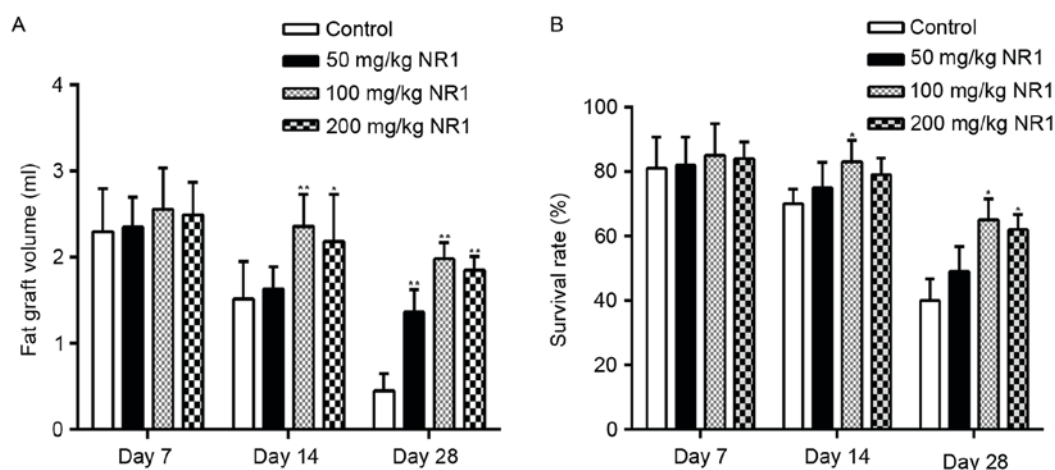 A
Control
50 mg/kg NR1
100 mg/kg NR1
200 mg/kg NR1
Fat graft volume (ml)
4
3
2
1
0
** *
** ** **
Day 7 Day 14 Day 28
B
Control
50 mg/kg NR1
100 mg/kg NR1
200 mg/kg NR1
Survival rate (%)
100
80
60
40
20
0
*
* *
Day 7 Day 14 Day 28